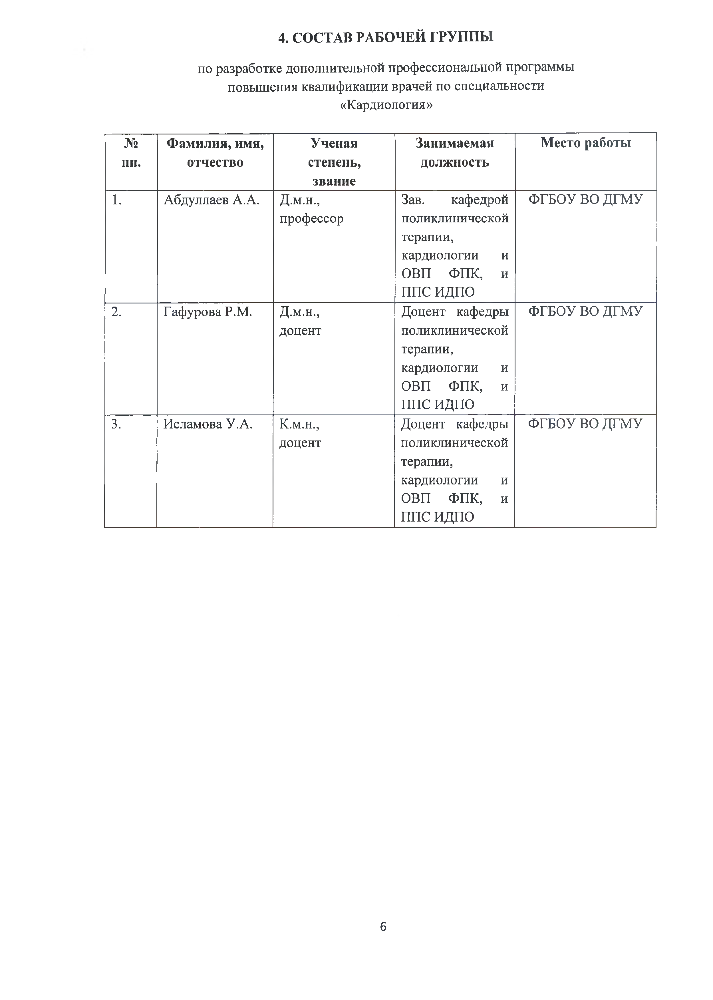 4. СОСТАВ РАБОЧЕЙ ГРУППЫ
по разработке дополнительной профессиональной программы
повышения квалификации врачей по специальности
«Кардиология»
№ пп.
Фамилия, имя,
отчество
Ученая
степень,
звание
Занимаемая
должность
Место работы
1.
Абдуллаев А.А.
Д.м.н.,
профессор
Зав. кафедрой
поликлинической
терапии,
кардиологии и
ОВП ФПК, и
ППС ИДПО
ФГБОУ ВО ДГМУ
2.
Гафурова Р.М.
Д.м.н.,
доцент
Доцент кафедры
поликлинической
терапии,
кардиологии и
ОВП ФПК, и
ППС ИДПО
ФГБОУ ВО ДГМУ
3.
Исламова У.А.
К.м.н.,
доцент
Доцент кафедры
поликлинической
терапии,
кардиологии и
ОВП ФПК, и
ППС ИДПО
ФГБОУ ВО ДГМУ
6